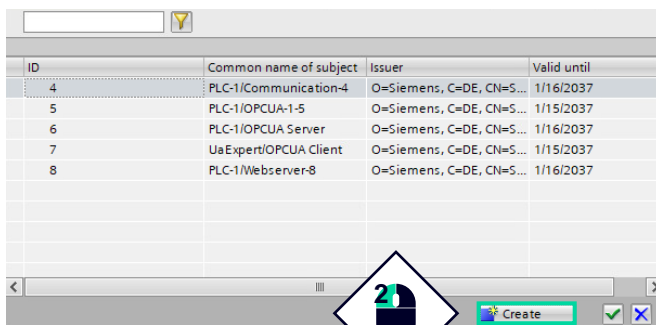 ID Common name of subject Issuer Valid until
4 PLC-1/Communication-4 O=Siemens, C=DE, CN=S... 1/16/2037
5 PLC-1/OPCUA-1-5 O=Siemens, C=DE, CN=S... 1/15/2037
6 PLC-1/OPCUA Server O=Siemens, C=DE, CN=S... 1/16/2037
7 UaExpert/OPCUA Client O=Siemens, C=DE, CN=S... 1/15/2037
8 PLC-1/Webserver-8 O=Siemens, C=DE, CN=S... 1/16/2037
2
Create